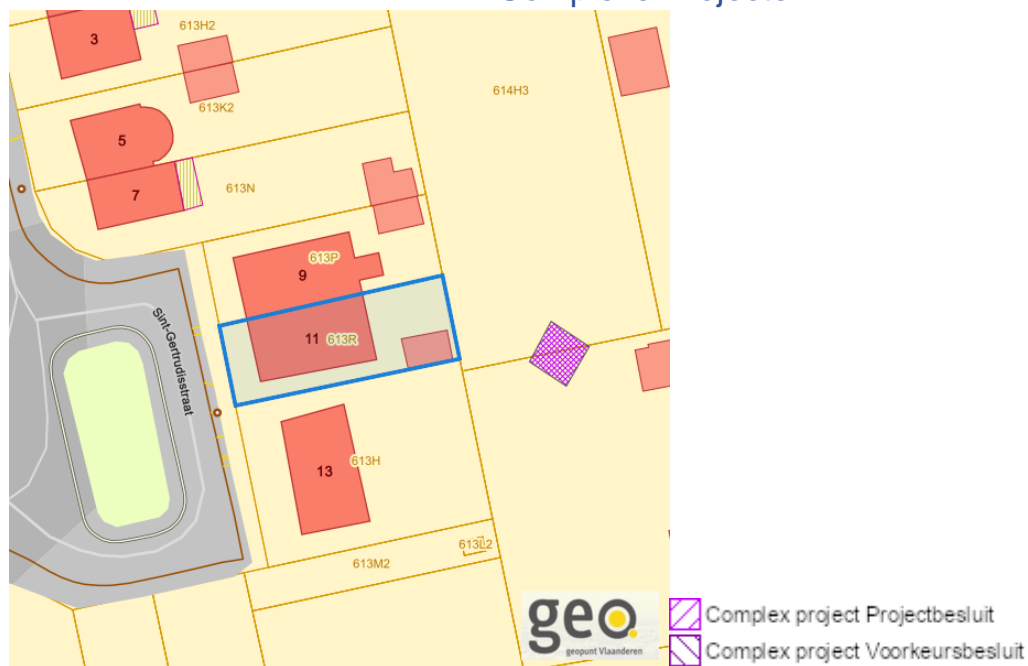 3
613H2
614H3
613K2
5
7
613N
9
613P
11
613R
Sint-Gertrudisstraat
13
613H
613L2
613M2
geo
geopunt Vlaanderen
Complex project Projectbesluit
Complex project Voorkeursbesluit